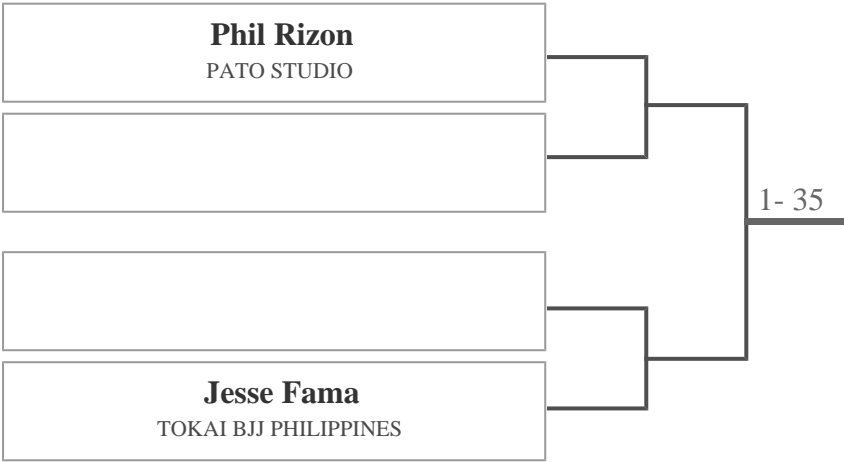 Phil Rizon
PATO STUDIO
1- 35
Jesse Fama
TOKAI BJJ PHILIPPINES